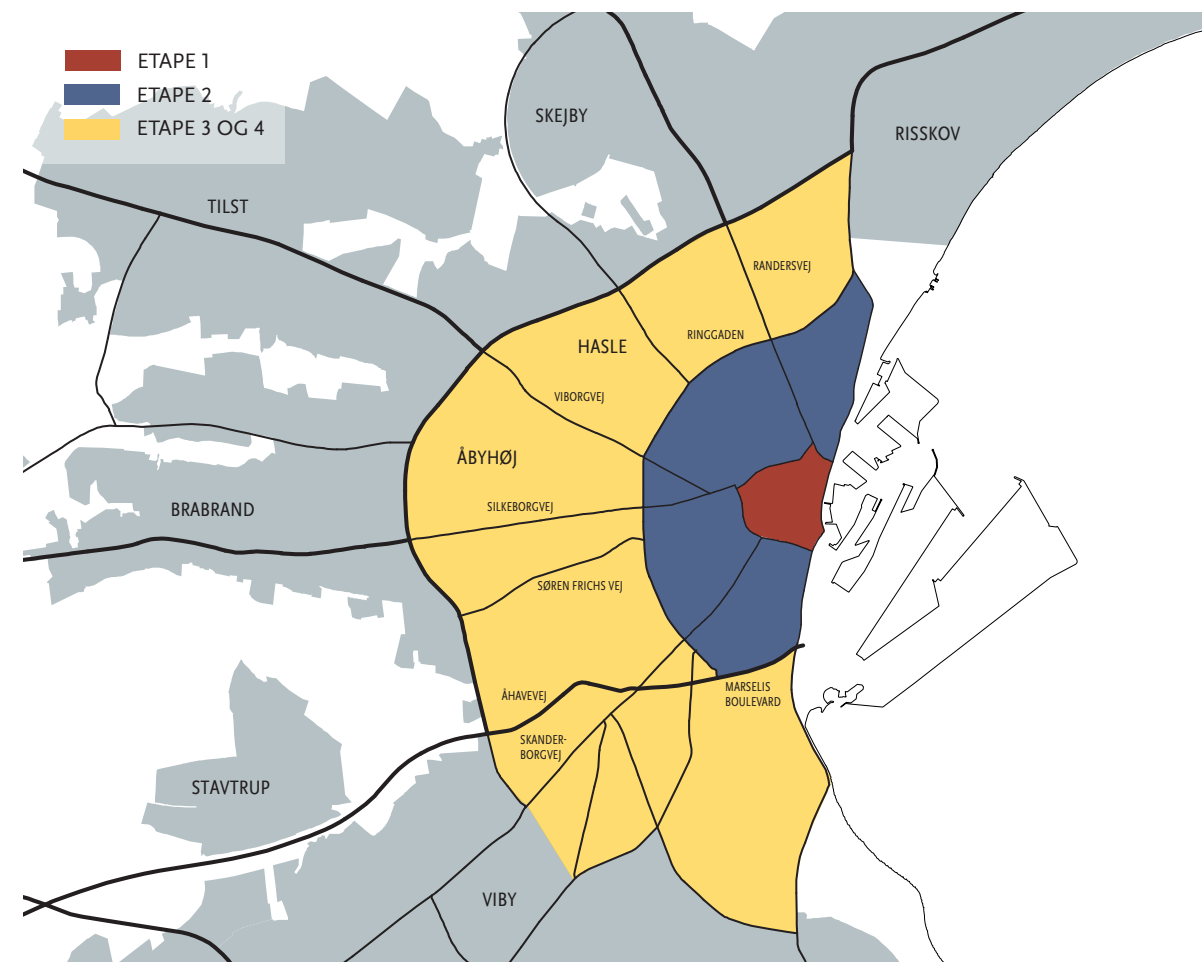 ETAPE 1
ETAPE 2
ETAPE 3 OG 4
SKEJBY
RISSKOV
TILST
RANDERSVEJ
RINGGADEN
HASLE
VIBORGVEJ
ÅBYHØJ
SILKEBORGVEJ
BRABRAND
SØREN FRICHS VEJ
ÅHAVEVEJ
MARSELIS
BOULEVARD
SKANDER-
BORGVEJ
STAVTRUP
VIBY